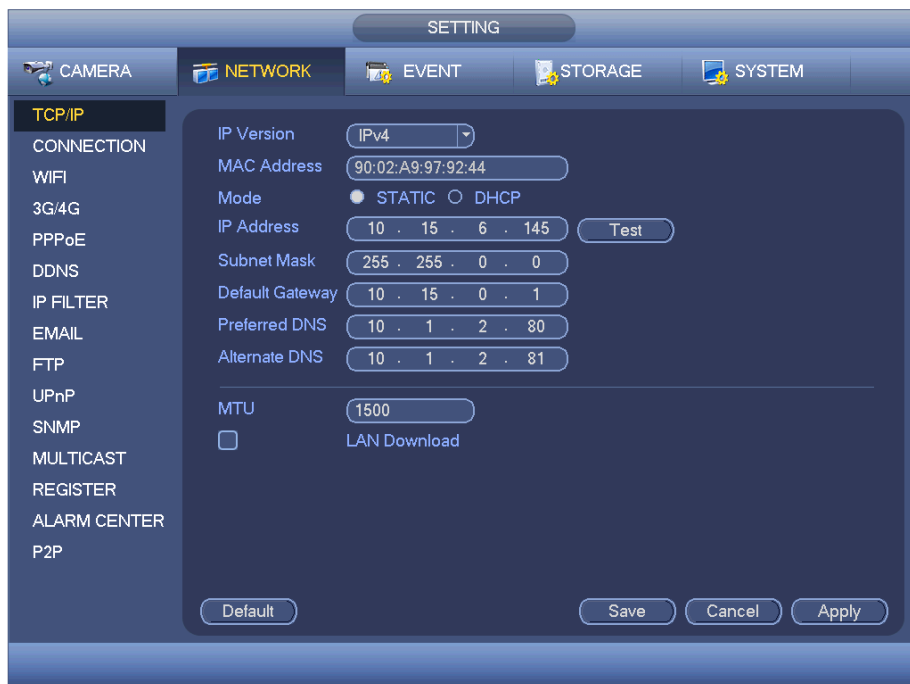 SETTING
CAMERA NETWORK EVENT STORAGE SYSTEM
TCP/IP
CONNECTION
WIFI
3G/4G
PPPoE
DDNS
IP FILTER
EMAIL
FTP
UPnP
SNMP
MULTICAST
REGISTER
ALARM CENTER
P2P
IP Version IPv4
MAC Address 90:02:A9:97:92:44
Mode STATIC DHCP
IP Address 10 . 15 . 6 . 145 Test
Subnet Mask 255 . 255 . 0 . 0
Default Gateway 10 . 15 . 0 . 1
Preferred DNS 10 . 1 . 2 . 80
Alternate DNS 10 . 1 . 2 . 81
MTU 1500
LAN Download
Default Save Cancel Apply